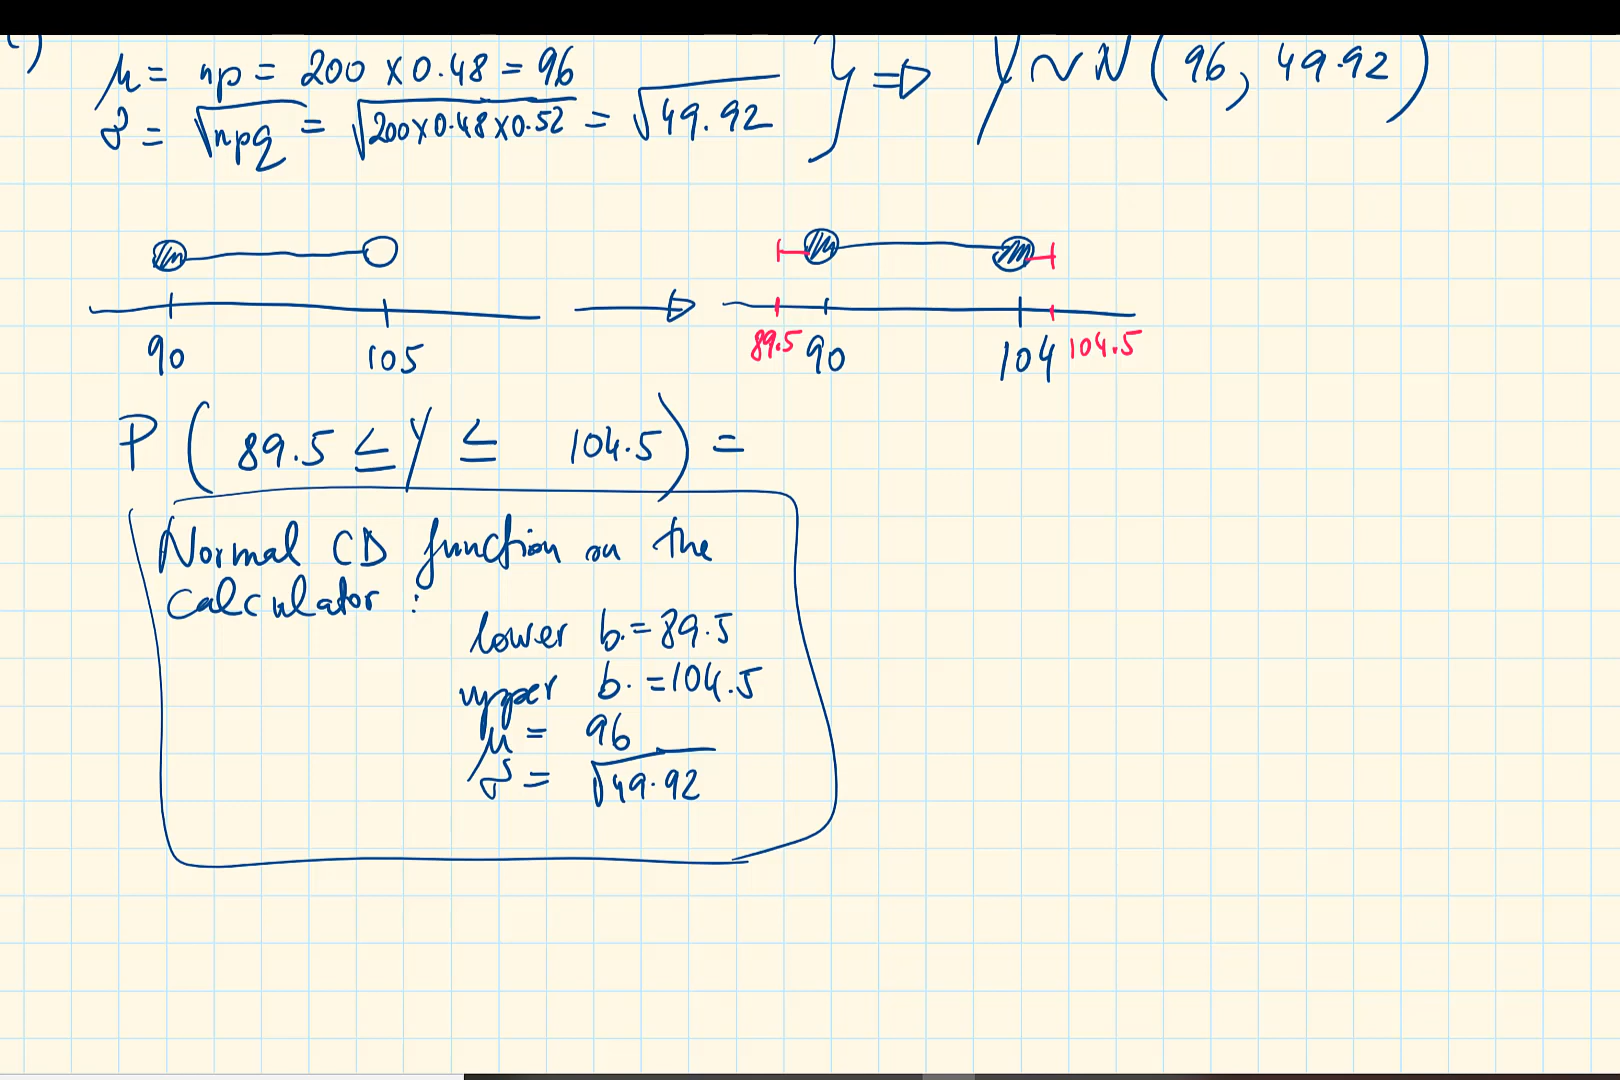 μ = np = 200 × 0.48 = 96
σ = √npq = √200×0.48×0.52 = √49.92
} ⇒ Y ~ N (96, 49.92)
90 105
89.5 90 104 104.5
P ( 89.5 ≤ Y ≤ 104.5 ) =
Normal CD function on the
Calculator :
lower b. = 89.5
upper b. = 104.5
μ = 96
σ = √49.92